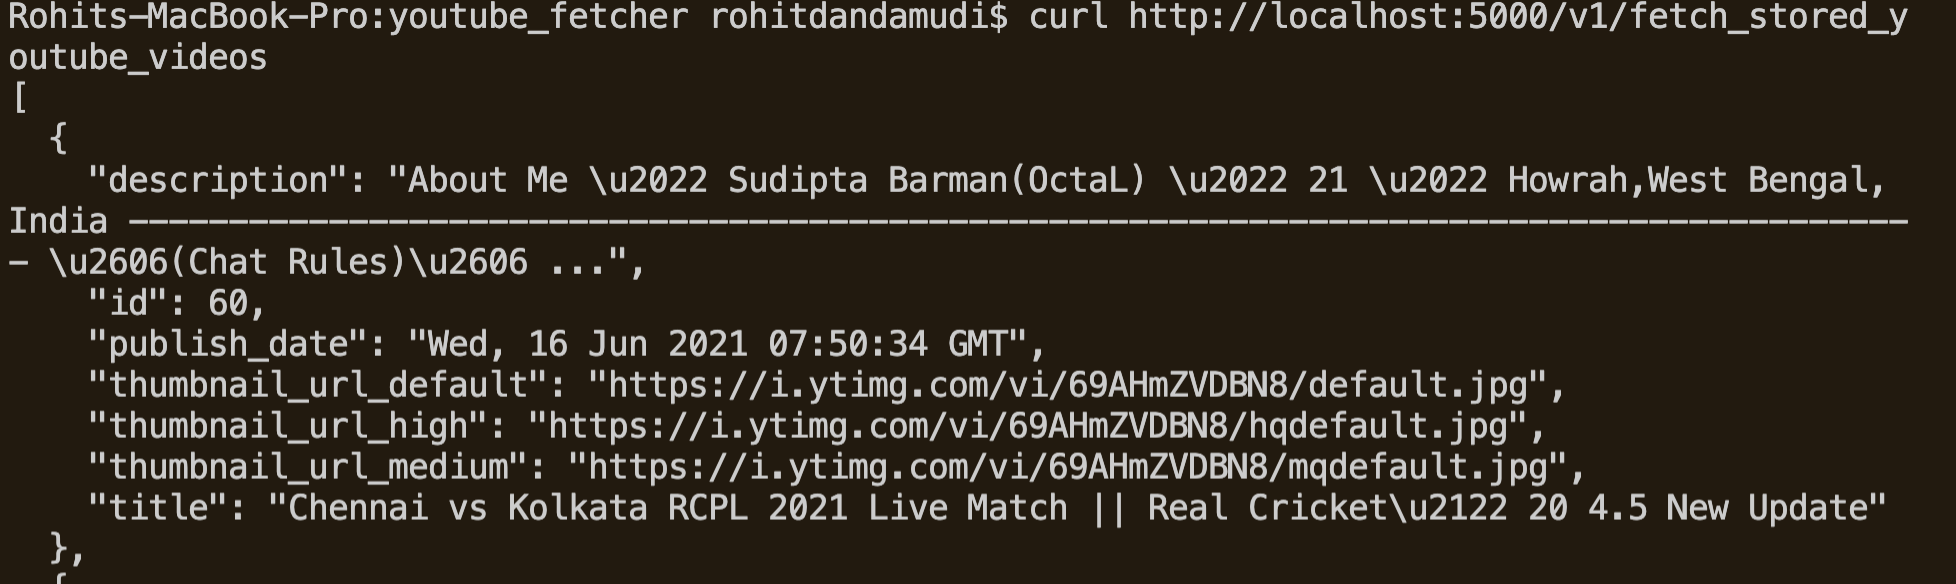 Rohits-MacBook-Pro:youtube_fetcher rohitdandamudi$ curl http://localhost:5000/v1/fetch_stored_y
outube_videos
[
  {
    "description": "About Me \u2022 Sudipta Barman(OctaL) \u2022 21 \u2022 Howrah,West Bengal,
India -----------------------------------------------------------------------------------------
- \u2606(Chat Rules)\u2606 ...",
    "id": 60,
    "publish_date": "Wed, 16 Jun 2021 07:50:34 GMT",
    "thumbnail_url_default": "https://i.ytimg.com/vi/69AHmZVDBN8/default.jpg",
    "thumbnail_url_high": "https://i.ytimg.com/vi/69AHmZVDBN8/hqdefault.jpg",
    "thumbnail_url_medium": "https://i.ytimg.com/vi/69AHmZVDBN8/mqdefault.jpg",
    "title": "Chennai vs Kolkata RCPL 2021 Live Match || Real Cricket\u2122 20 4.5 New Update"
  },
  {